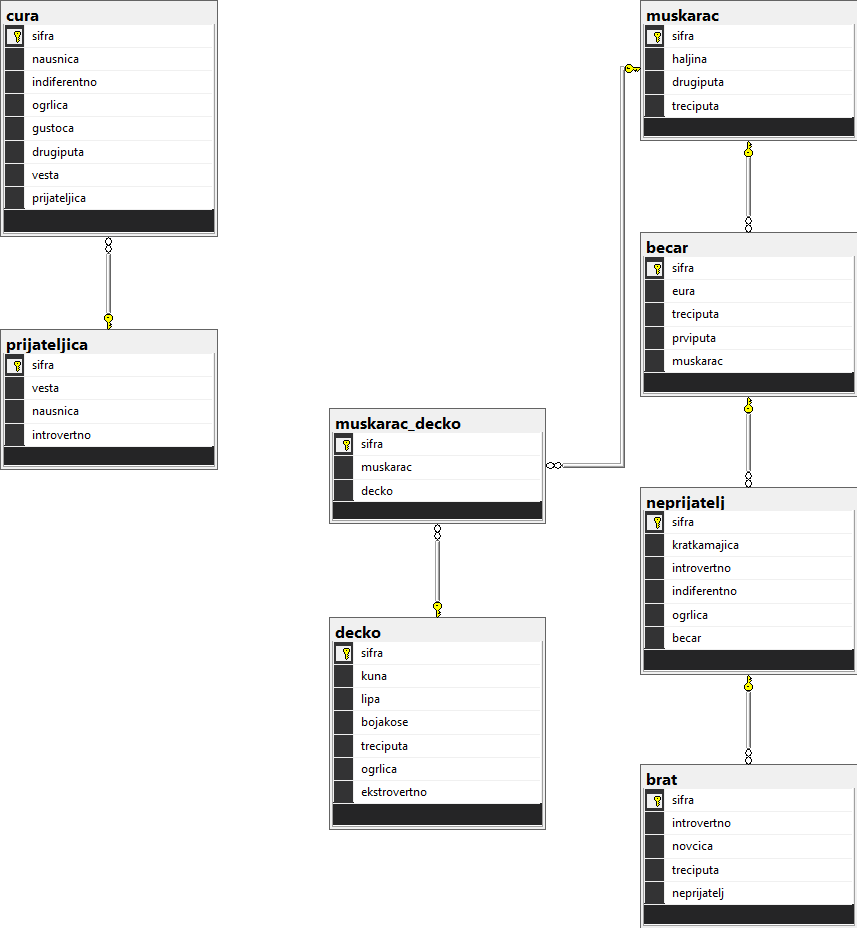 cura
sifra
nausnica
indiferentno
ogrlica
gustoca
drugiputa
vesta
prijateljica
prijateljica
sifra
vesta
nausnica
introvertno
muskarac_decko
sifra
muskarac
decko
decko
sifra
kuna
lipa
bojakose
treciputa
ogrlica
ekstrovertno
muskarac
sifra
haljina
drugiputa
treciputa
becar
sifra
eura
treciputa
prviputa
muskarac
neprijatelj
sifra
kratkamajica
introvertno
indiferentno
ogrlica
becar
brat
sifra
introvertno
novcica
treciputa
neprijatelj